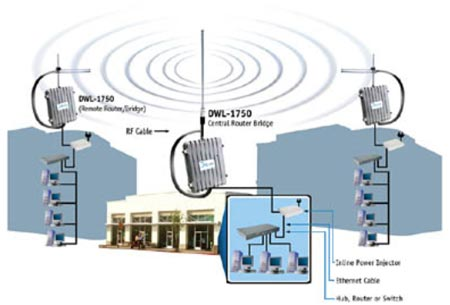 DWL-1750
(Remote Router/Bridge)
DWL-1750
Central Router Bridge
RF Cable
Inline Power Injector
Ethernet Cable
Hub, Router or Switch